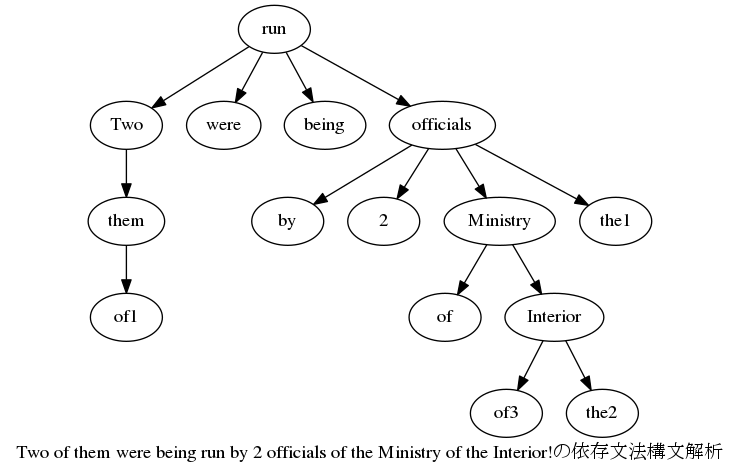 run
Two were being officials
them by 2 Ministry the1
of1 of Interior
of3 the2
Two of them were being run by 2 officials of the Ministry of the Interior!の依存文法構文解析